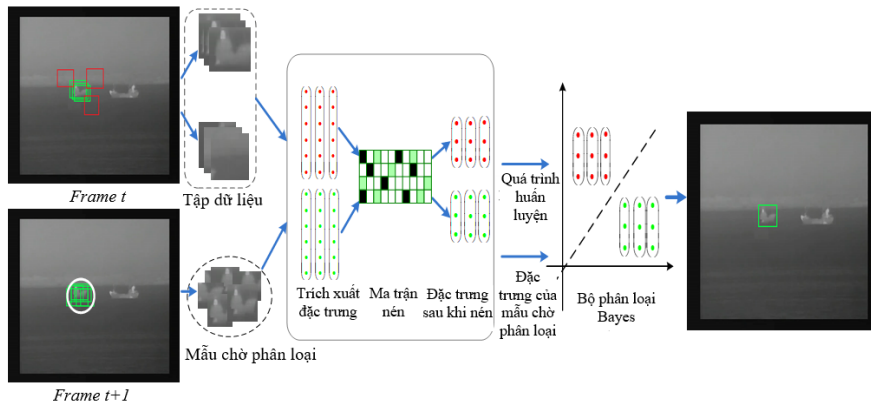 Frame t
Tập dữ liệu
Frame t+1
Mẫu chờ phân loại
Trích xuất
đặc trưng
Ma trận
nén
Đặc trưng
sau khi nén
Quá trình
huấn
luyện
Đặc
trưng của
mẫu chờ
phân loại
Bộ phân loại
Bayes